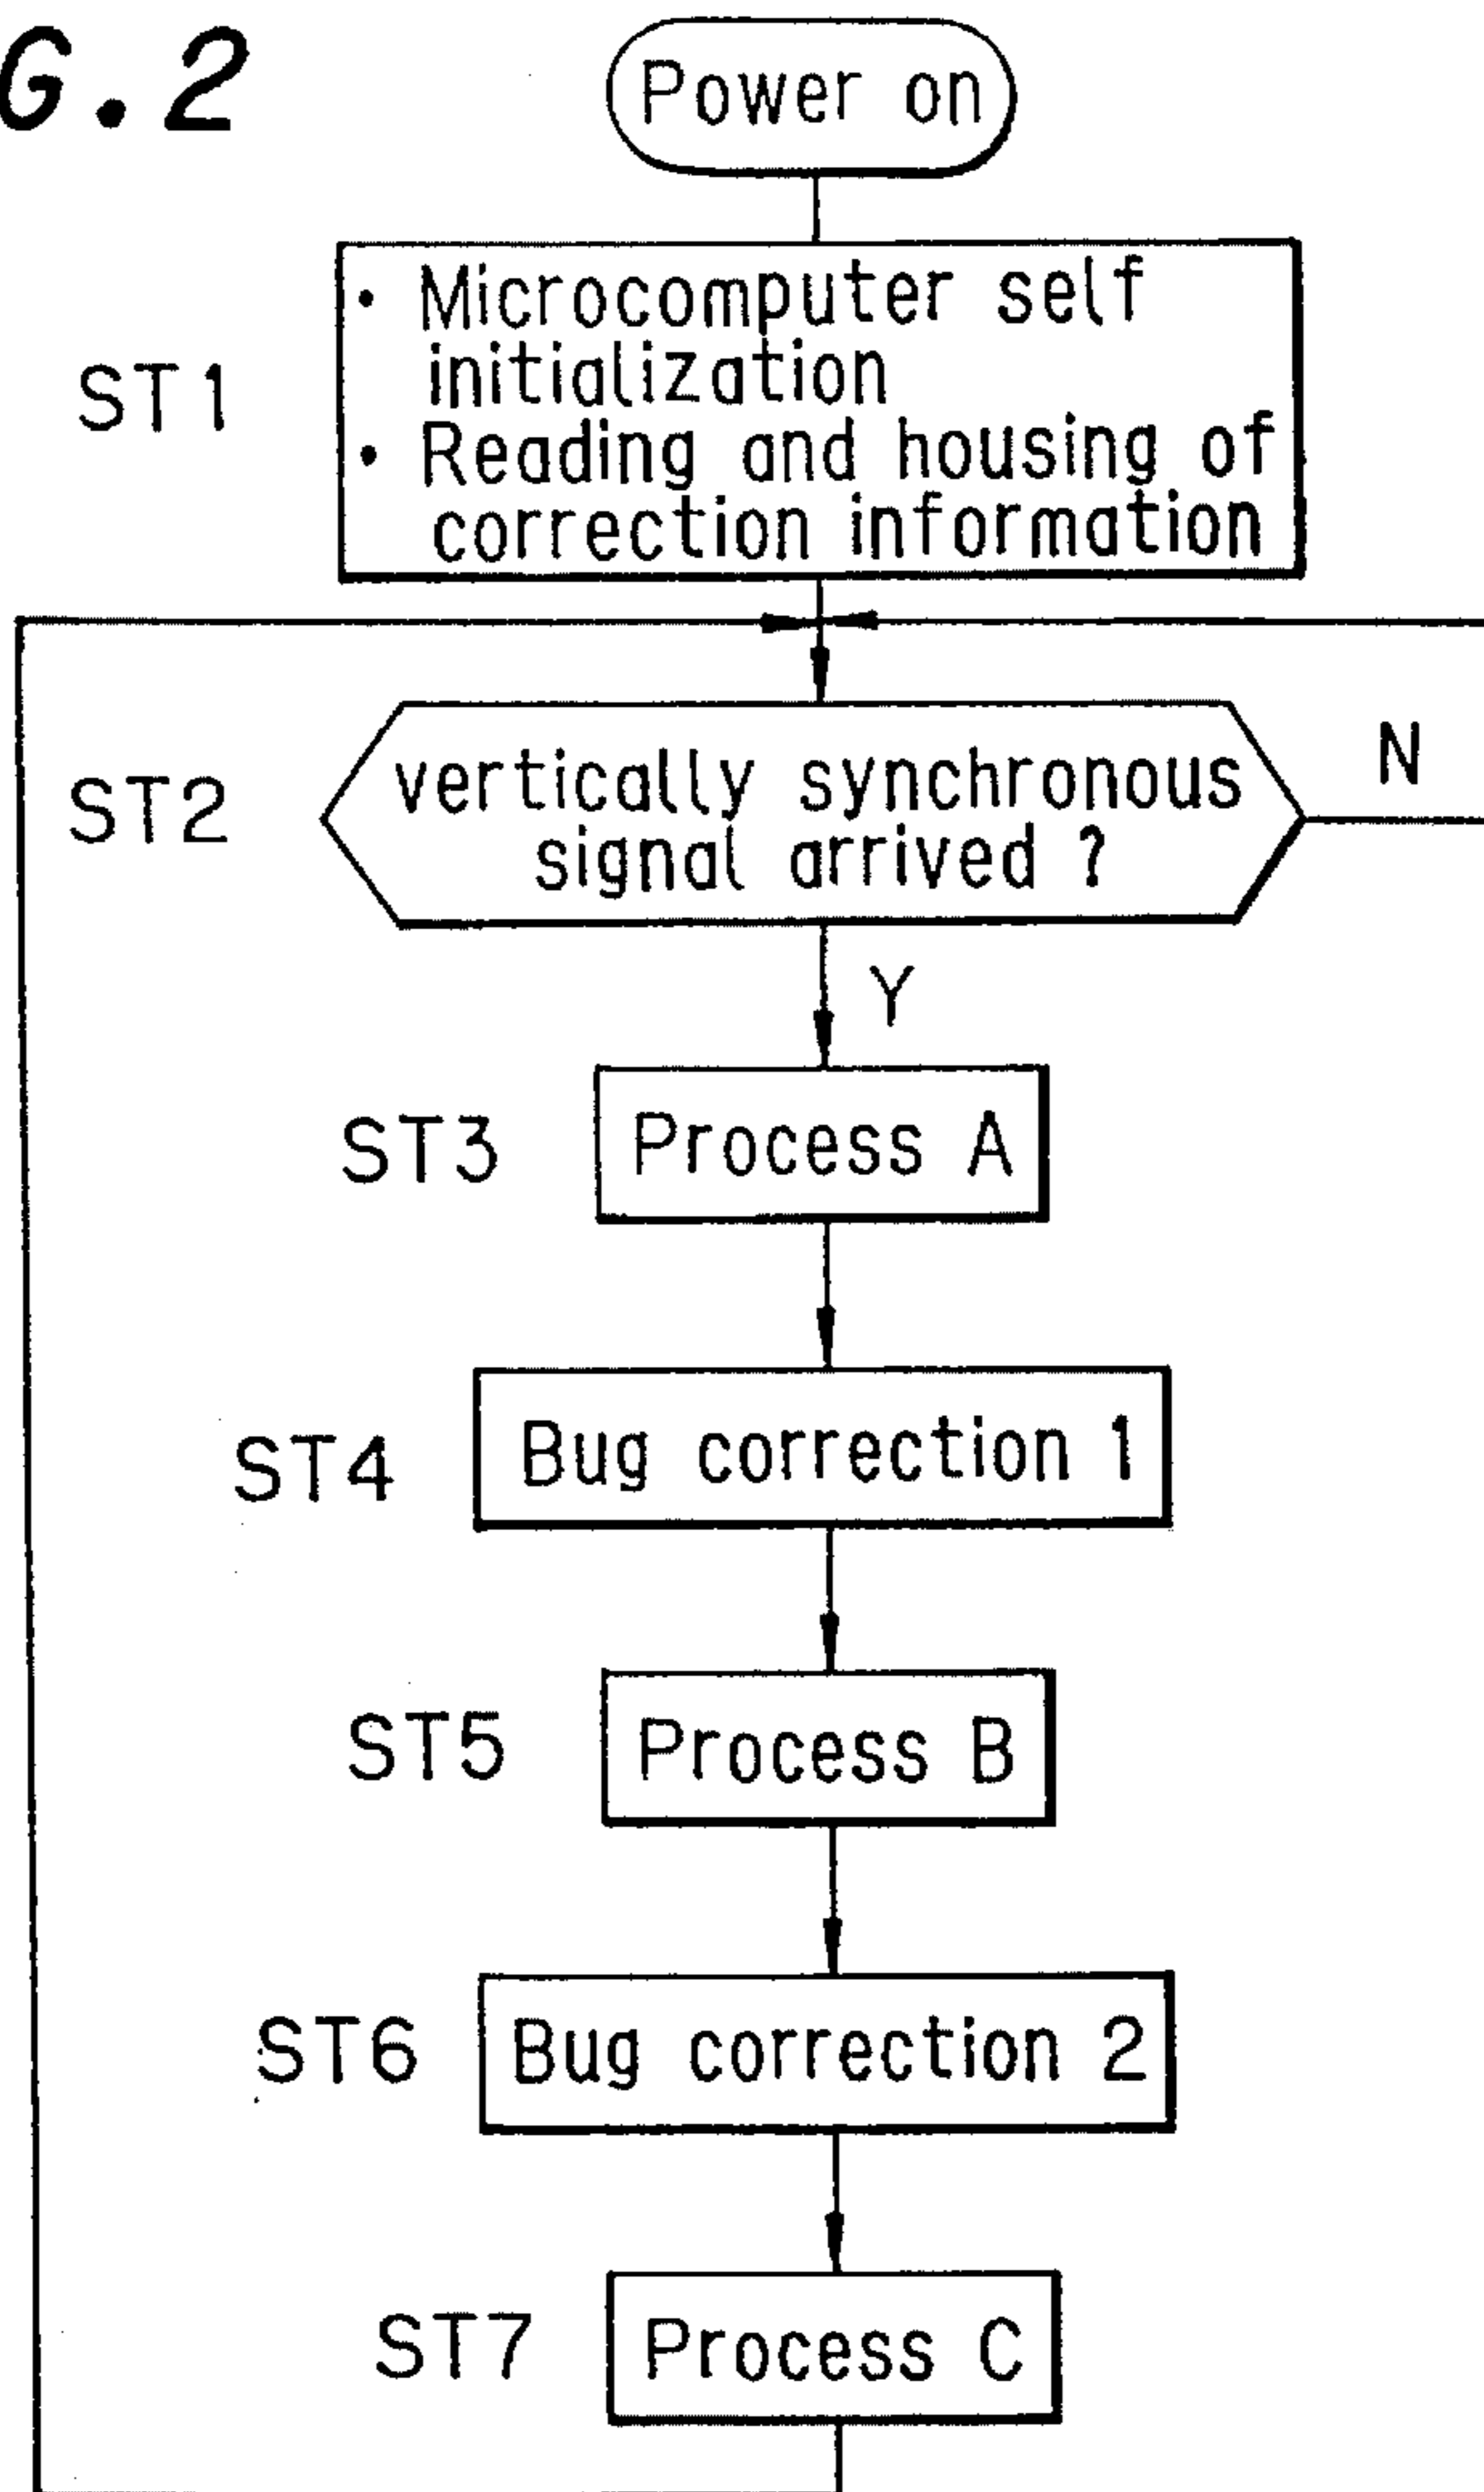 G.2
Power on
• Microcomputer self
initialization
• Reading and housing of
correction information
ST1
vertically synchronous
signal arrived ?
ST2
N
Y
ST3
Process A
ST4
Bug correction 1
ST5
Process B
ST6
Bug correction 2
ST7
Process C